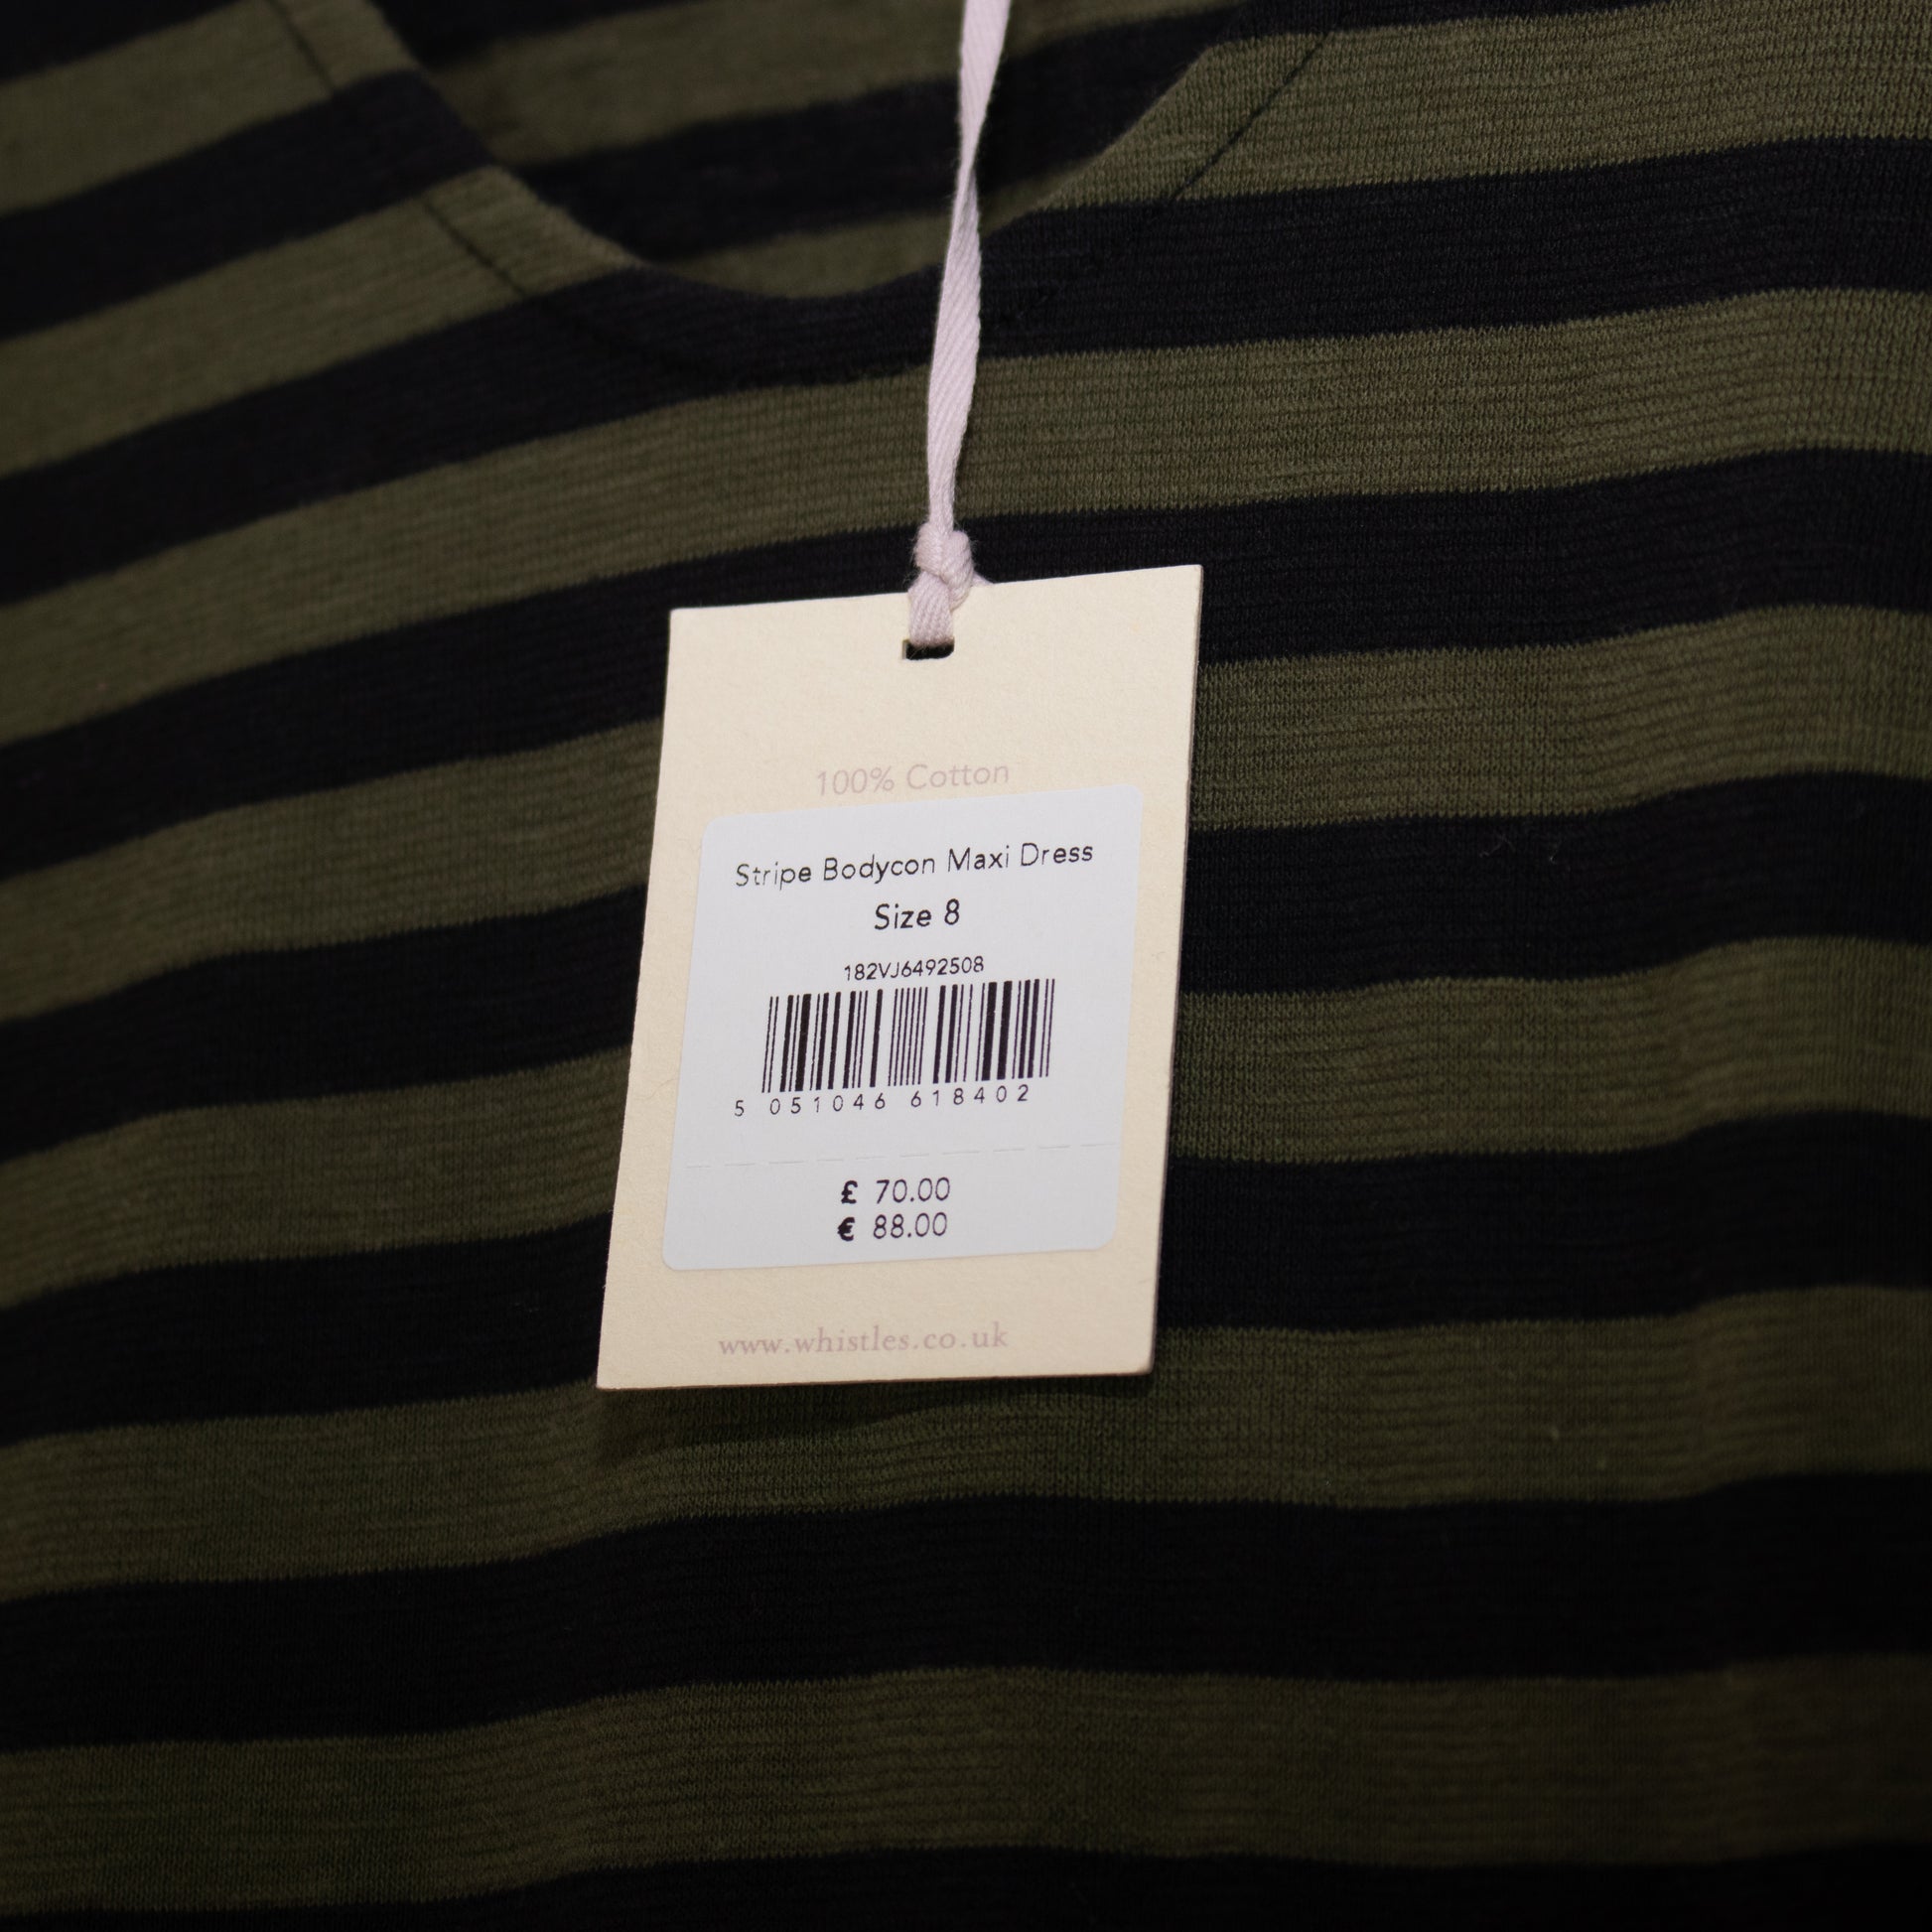 100% Cotton
Stripe Bodycon Maxi Dress
Size 8
182VJ6492508
5 051046 618402
£ 70.00
€ 88.00
www.whistles.co.uk